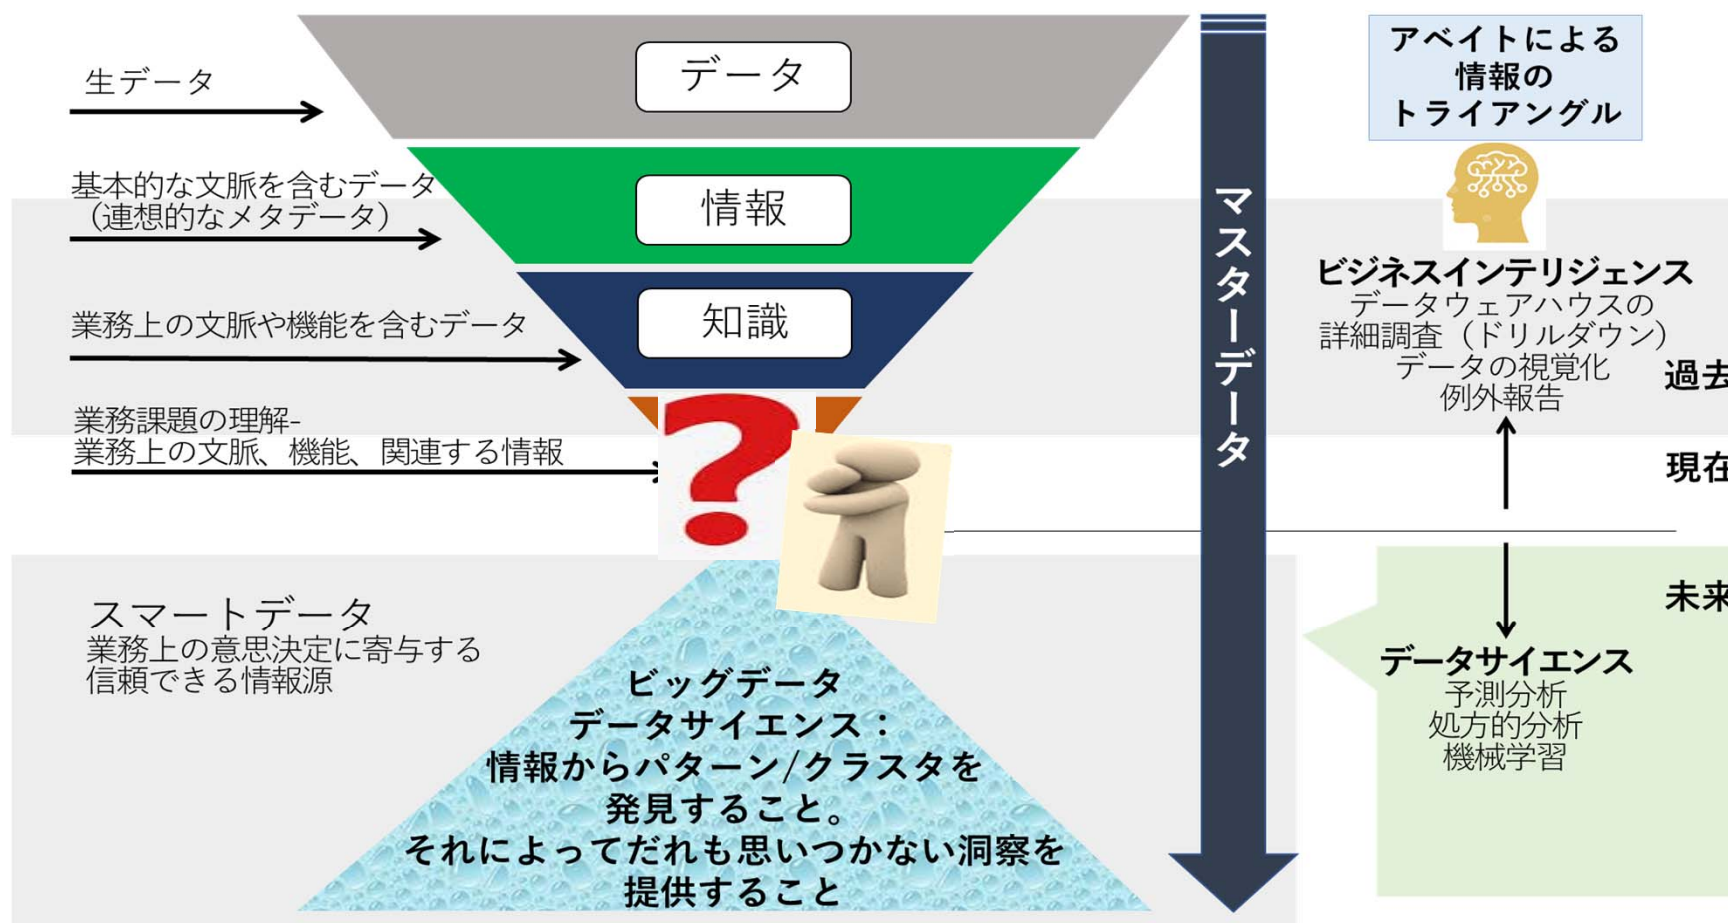 生データ
データ
基本的な文脈を含むデータ
（連想的なメタデータ）
情報
業務上の文脈や機能を含むデータ
知識
業務課題の理解-
業務上の文脈、機能、関連する情報
?
スマートデータ
業務上の意思決定に寄与する
信頼できる情報源
ビッグデータ
データサイエンス：
情報からパターン/クラスタを
発見すること。
それによってだれも思いつかない洞察を
提供すること
マスターデータ
アベイトによる
情報の
トライアングル
ビジネスインテリジェンス
データウェアハウスの
詳細調査（ドリルダウン）
データの視覚化
例外報告
過去
現在
未来
データサイエンス
予測分析
処方的分析
機械学習